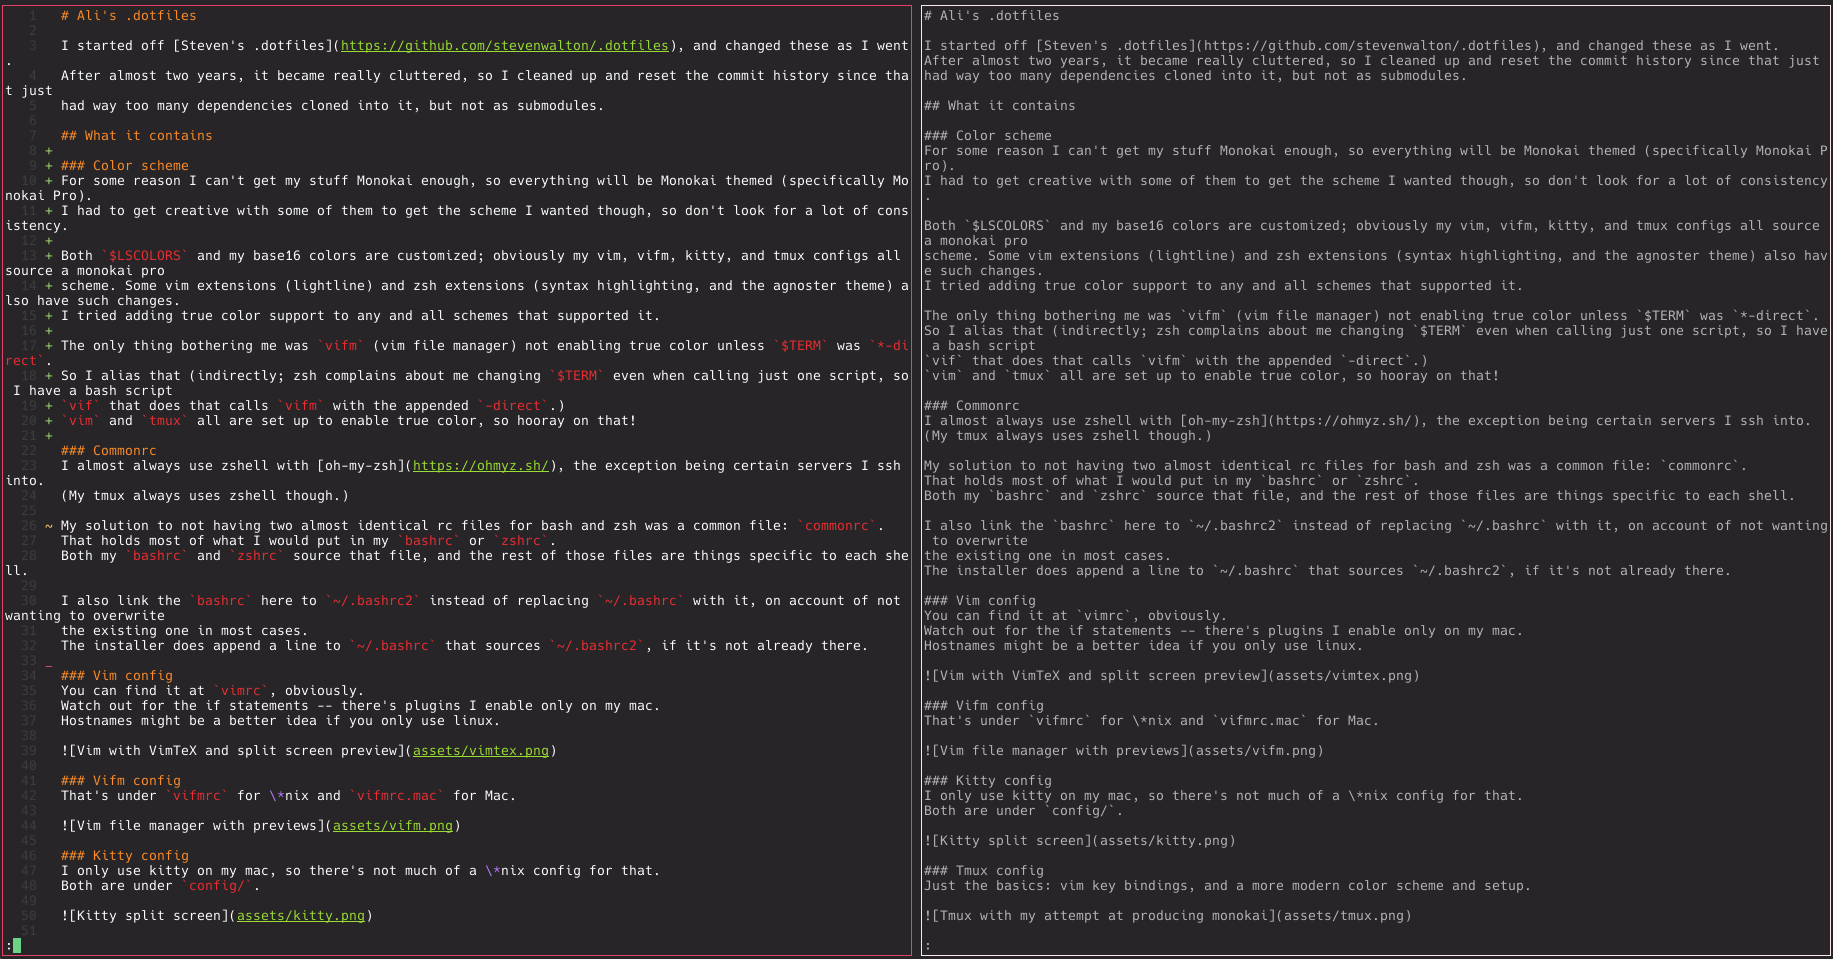 1 # Ali's .dotfiles
2
3 I started off [Steven's .dotfiles](https://github.com/stevenwalton/.dotfiles), and changed these as I went
.
4 After almost two years, it became really cluttered, so I cleaned up and reset the commit history since tha
t just
5 had way too many dependencies cloned into it, but not as submodules.
6
7 ## What it contains
8 +
9 + ### Color scheme
10 + For some reason I can't get my stuff Monokai enough, so everything will be Monokai themed (specifically Mo
nokai Pro).
11 + I had to get creative with some of them to get the scheme I wanted though, so don't look for a lot of cons
istency.
12 +
13 + Both `$LSCOLORS` and my base16 colors are customized; obviously my vim, vifm, kitty, and tmux configs all
source a monokai pro
14 + scheme. Some vim extensions (lightline) and zsh extensions (syntax highlighting, and the agnoster theme) a
lso have such changes.
15 + I tried adding true color support to any and all schemes that supported it.
16 +
17 + The only thing bothering me was `vifm` (vim file manager) not enabling true color unless `$TERM` was `*-di
rect`.
18 + So I alias that (indirectly; zsh complains about me changing `$TERM` even when calling just one script, so
I have a bash script
19 + `vif` that does that calls `vifm` with the appended `-direct`.)
20 + `vim` and `tmux` all are set up to enable true color, so hooray on that!
21 +
22 ### Commonrc
23 I almost always use zshell with [oh-my-zsh](https://ohmyz.sh/), the exception being certain servers I ssh
into.
24 (My tmux always uses zshell though.)
25
26 ~ My solution to not having two almost identical rc files for bash and zsh was a common file: `commonrc`.
27 That holds most of what I would put in my `bashrc` or `zshrc`.
28 Both my `bashrc` and `zshrc` source that file, and the rest of those files are things specific to each she
ll.
29
30 I also link the `bashrc` here to `~/.bashrc2` instead of replacing `~/.bashrc` with it, on account of not
wanting to overwrite
31 the existing one in most cases.
32 The installer does append a line to `~/.bashrc` that sources `~/.bashrc2`, if it's not already there.
33 _
34 ### Vim config
35 You can find it at `vimrc`, obviously.
36 Watch out for the if statements -- there's plugins I enable only on my mac.
37 Hostnames might be a better idea if you only use linux.
38
39 ![Vim with VimTeX and split screen preview](assets/vimtex.png)
40
41 ### Vifm config
42 That's under `vifmrc` for \*nix and `vifmrc.mac` for Mac.
43
44 ![Vim file manager with previews](assets/vifm.png)
45
46 ### Kitty config
47 I only use kitty on my mac, so there's not much of a \*nix config for that.
48 Both are under `config/`.
49
50 ![Kitty split screen](assets/kitty.png)
51
:
# Ali's .dotfiles
I started off [Steven's .dotfiles](https://github.com/stevenwalton/.dotfiles), and changed these as I went.
After almost two years, it became really cluttered, so I cleaned up and reset the commit history since that just
had way too many dependencies cloned into it, but not as submodules.
## What it contains
### Color scheme
For some reason I can't get my stuff Monokai enough, so everything will be Monokai themed (specifically Monokai P
ro).
I had to get creative with some of them to get the scheme I wanted though, so don't look for a lot of consistency
.
Both `$LSCOLORS` and my base16 colors are customized; obviously my vim, vifm, kitty, and tmux configs all source
a monokai pro
scheme. Some vim extensions (lightline) and zsh extensions (syntax highlighting, and the agnoster theme) also hav
e such changes.
I tried adding true color support to any and all schemes that supported it.
The only thing bothering me was `vifm` (vim file manager) not enabling true color unless `$TERM` was `*-direct`.
So I alias that (indirectly; zsh complains about me changing `$TERM` even when calling just one script, so I have
a bash script
`vif` that does that calls `vifm` with the appended `-direct`.)
`vim` and `tmux` all are set up to enable true color, so hooray on that!
### Commonrc
I almost always use zshell with [oh-my-zsh](https://ohmyz.sh/), the exception being certain servers I ssh into.
(My tmux always uses zshell though.)
My solution to not having two almost identical rc files for bash and zsh was a common file: `commonrc`.
That holds most of what I would put in my `bashrc` or `zshrc`.
Both my `bashrc` and `zshrc` source that file, and the rest of those files are things specific to each shell.
I also link the `bashrc` here to `~/.bashrc2` instead of replacing `~/.bashrc` with it, on account of not wanting
to overwrite
the existing one in most cases.
The installer does append a line to `~/.bashrc` that sources `~/.bashrc2`, if it's not already there.
### Vim config
You can find it at `vimrc`, obviously.
Watch out for the if statements -- there's plugins I enable only on my mac.
Hostnames might be a better idea if you only use linux.
![Vim with VimTeX and split screen preview](assets/vimtex.png)
### Vifm config
That's under `vifmrc` for \*nix and `vifmrc.mac` for Mac.
![Vim file manager with previews](assets/vifm.png)
### Kitty config
I only use kitty on my mac, so there's not much of a \*nix config for that.
Both are under `config/`.
![Kitty split screen](assets/kitty.png)
### Tmux config
Just the basics: vim key bindings, and a more modern color scheme and setup.
![Tmux with my attempt at producing monokai](assets/tmux.png)
: